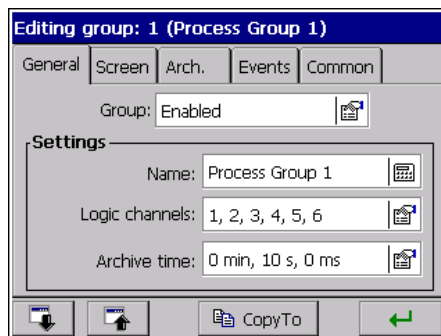 Editing group: 1 (Process Group 1)
General Screen Arch. Events Common
Group: Enabled
Settings
Name: Process Group 1
Logic channels: 1, 2, 3, 4, 5, 6
Archive time: 0 min, 10 s, 0 ms
CopyTo